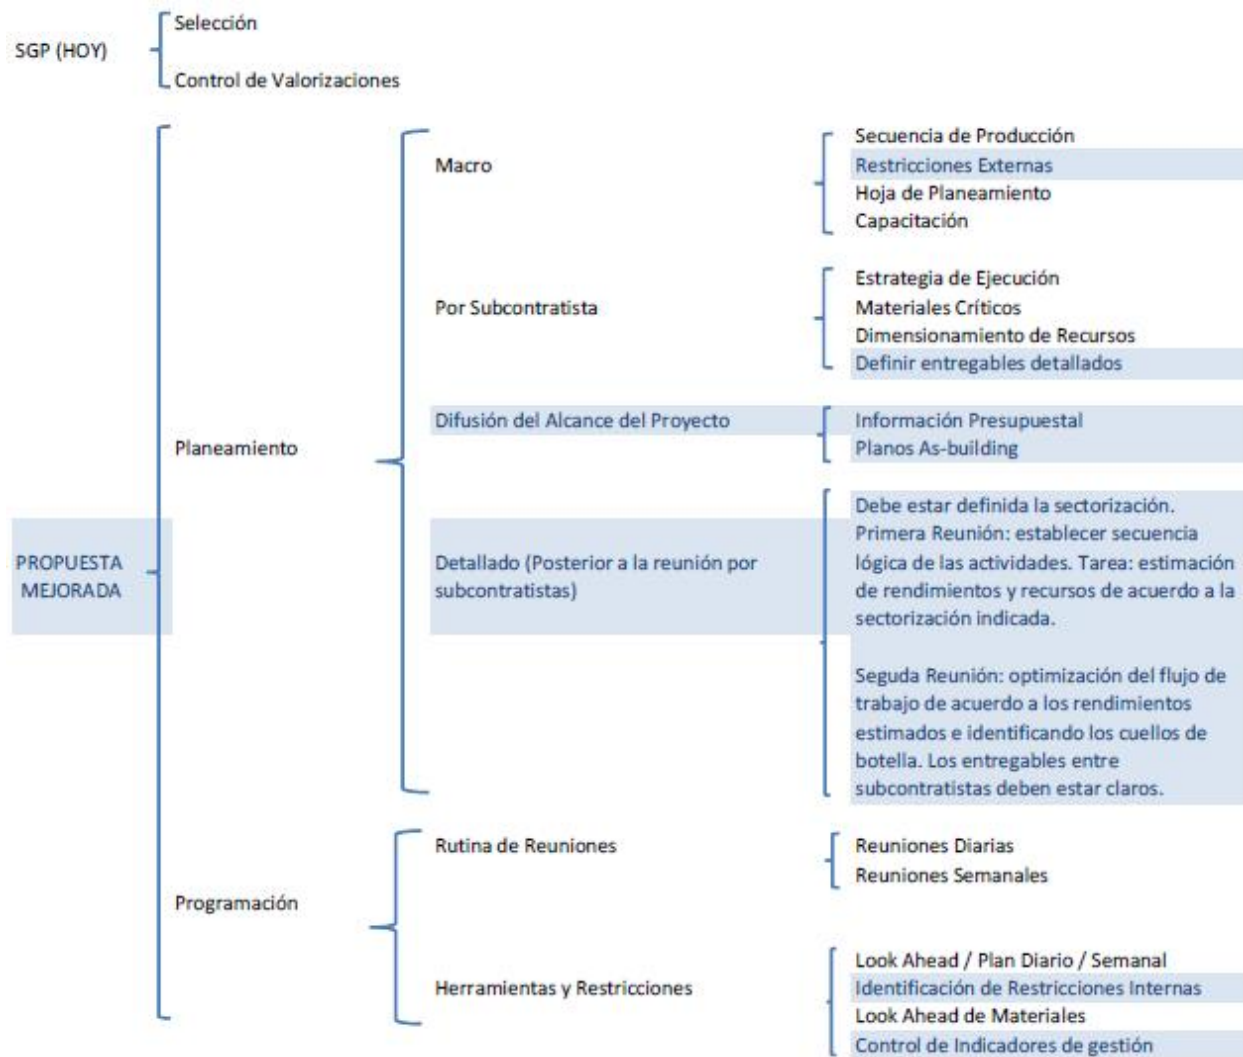 SGP (HOY)
Selección
Control de Valorizaciones
PROPUESTA
MEJORADA
Planeamiento
Macro
Secuencia de Producción
Restricciones Externas
Hoja de Planeamiento
Capacitación
Por Subcontratista
Estrategia de Ejecución
Materiales Críticos
Dimensionamiento de Recursos
Definir entregables detallados
Difusión del Alcance del Proyecto
Información Presupuestal
Planos As-building
Detallado (Posterior a la reunión por
subcontratistas)
Debe estar definida la sectorización.
Primera Reunión: establecer secuencia
lógica de las actividades. Tarea: estimación
de rendimientos y recursos de acuerdo a la
sectorización indicada.
Seguda Reunión: optimización del flujo de
trabajo de acuerdo a los rendimientos
estimados e identificando los cuellos de
botella. Los entregables entre
subcontratistas deben estar claros.
Programación
Rutina de Reuniones
Reuniones Diarias
Reuniones Semanales
Herramientas y Restricciones
Look Ahead / Plan Diario / Semanal
Identificación de Restricciones Internas
Look Ahead de Materiales
Control de Indicadores de gestión